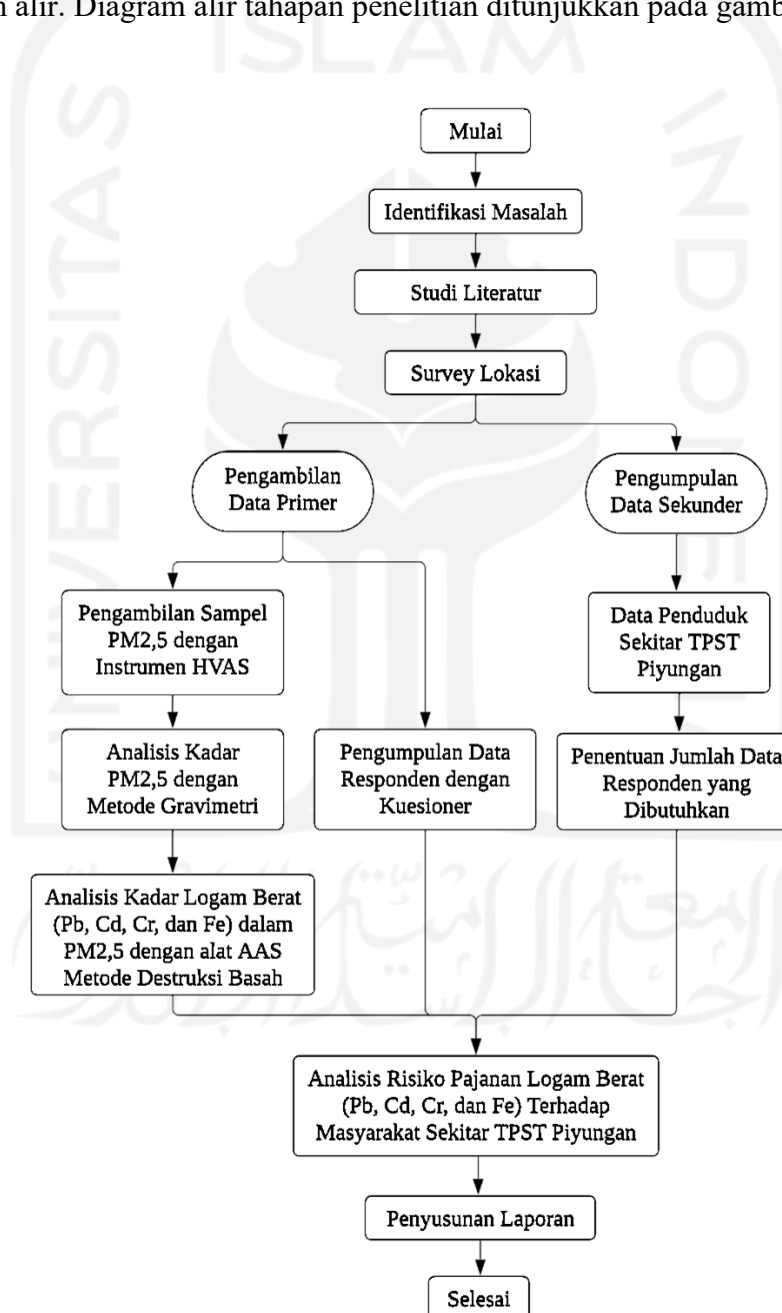 alir. Diagram alir tahapan penelitian ditunjukkan pada gamb
ISLAM
UNIVERSITAS
INDONE
Mulai
Identifikasi Masalah
Studi Literatur
Survey Lokasi
Pengambilan
Data Primer
Pengumpulan
Data Sekunder
Pengambilan Sampel
PM2,5 dengan
Instrumen HVAS
Data Penduduk
Sekitar TPST
Piyungan
Analisis Kadar
PM2,5 dengan
Metode Gravimetri
Pengumpulan Data
Responden dengan
Kuesioner
Penentuan Jumlah Data
Responden yang
Dibutuhkan
Analisis Kadar Logam Berat
(Pb, Cd, Cr, dan Fe) dalam
PM2,5 dengan alat AAS
Metode Destruksi Basah
Analisis Risiko Pajanan Logam Berat
(Pb, Cd, Cr, dan Fe) Terhadap
Masyarakat Sekitar TPST Piyungan
Penyusunan Laporan
Selesai